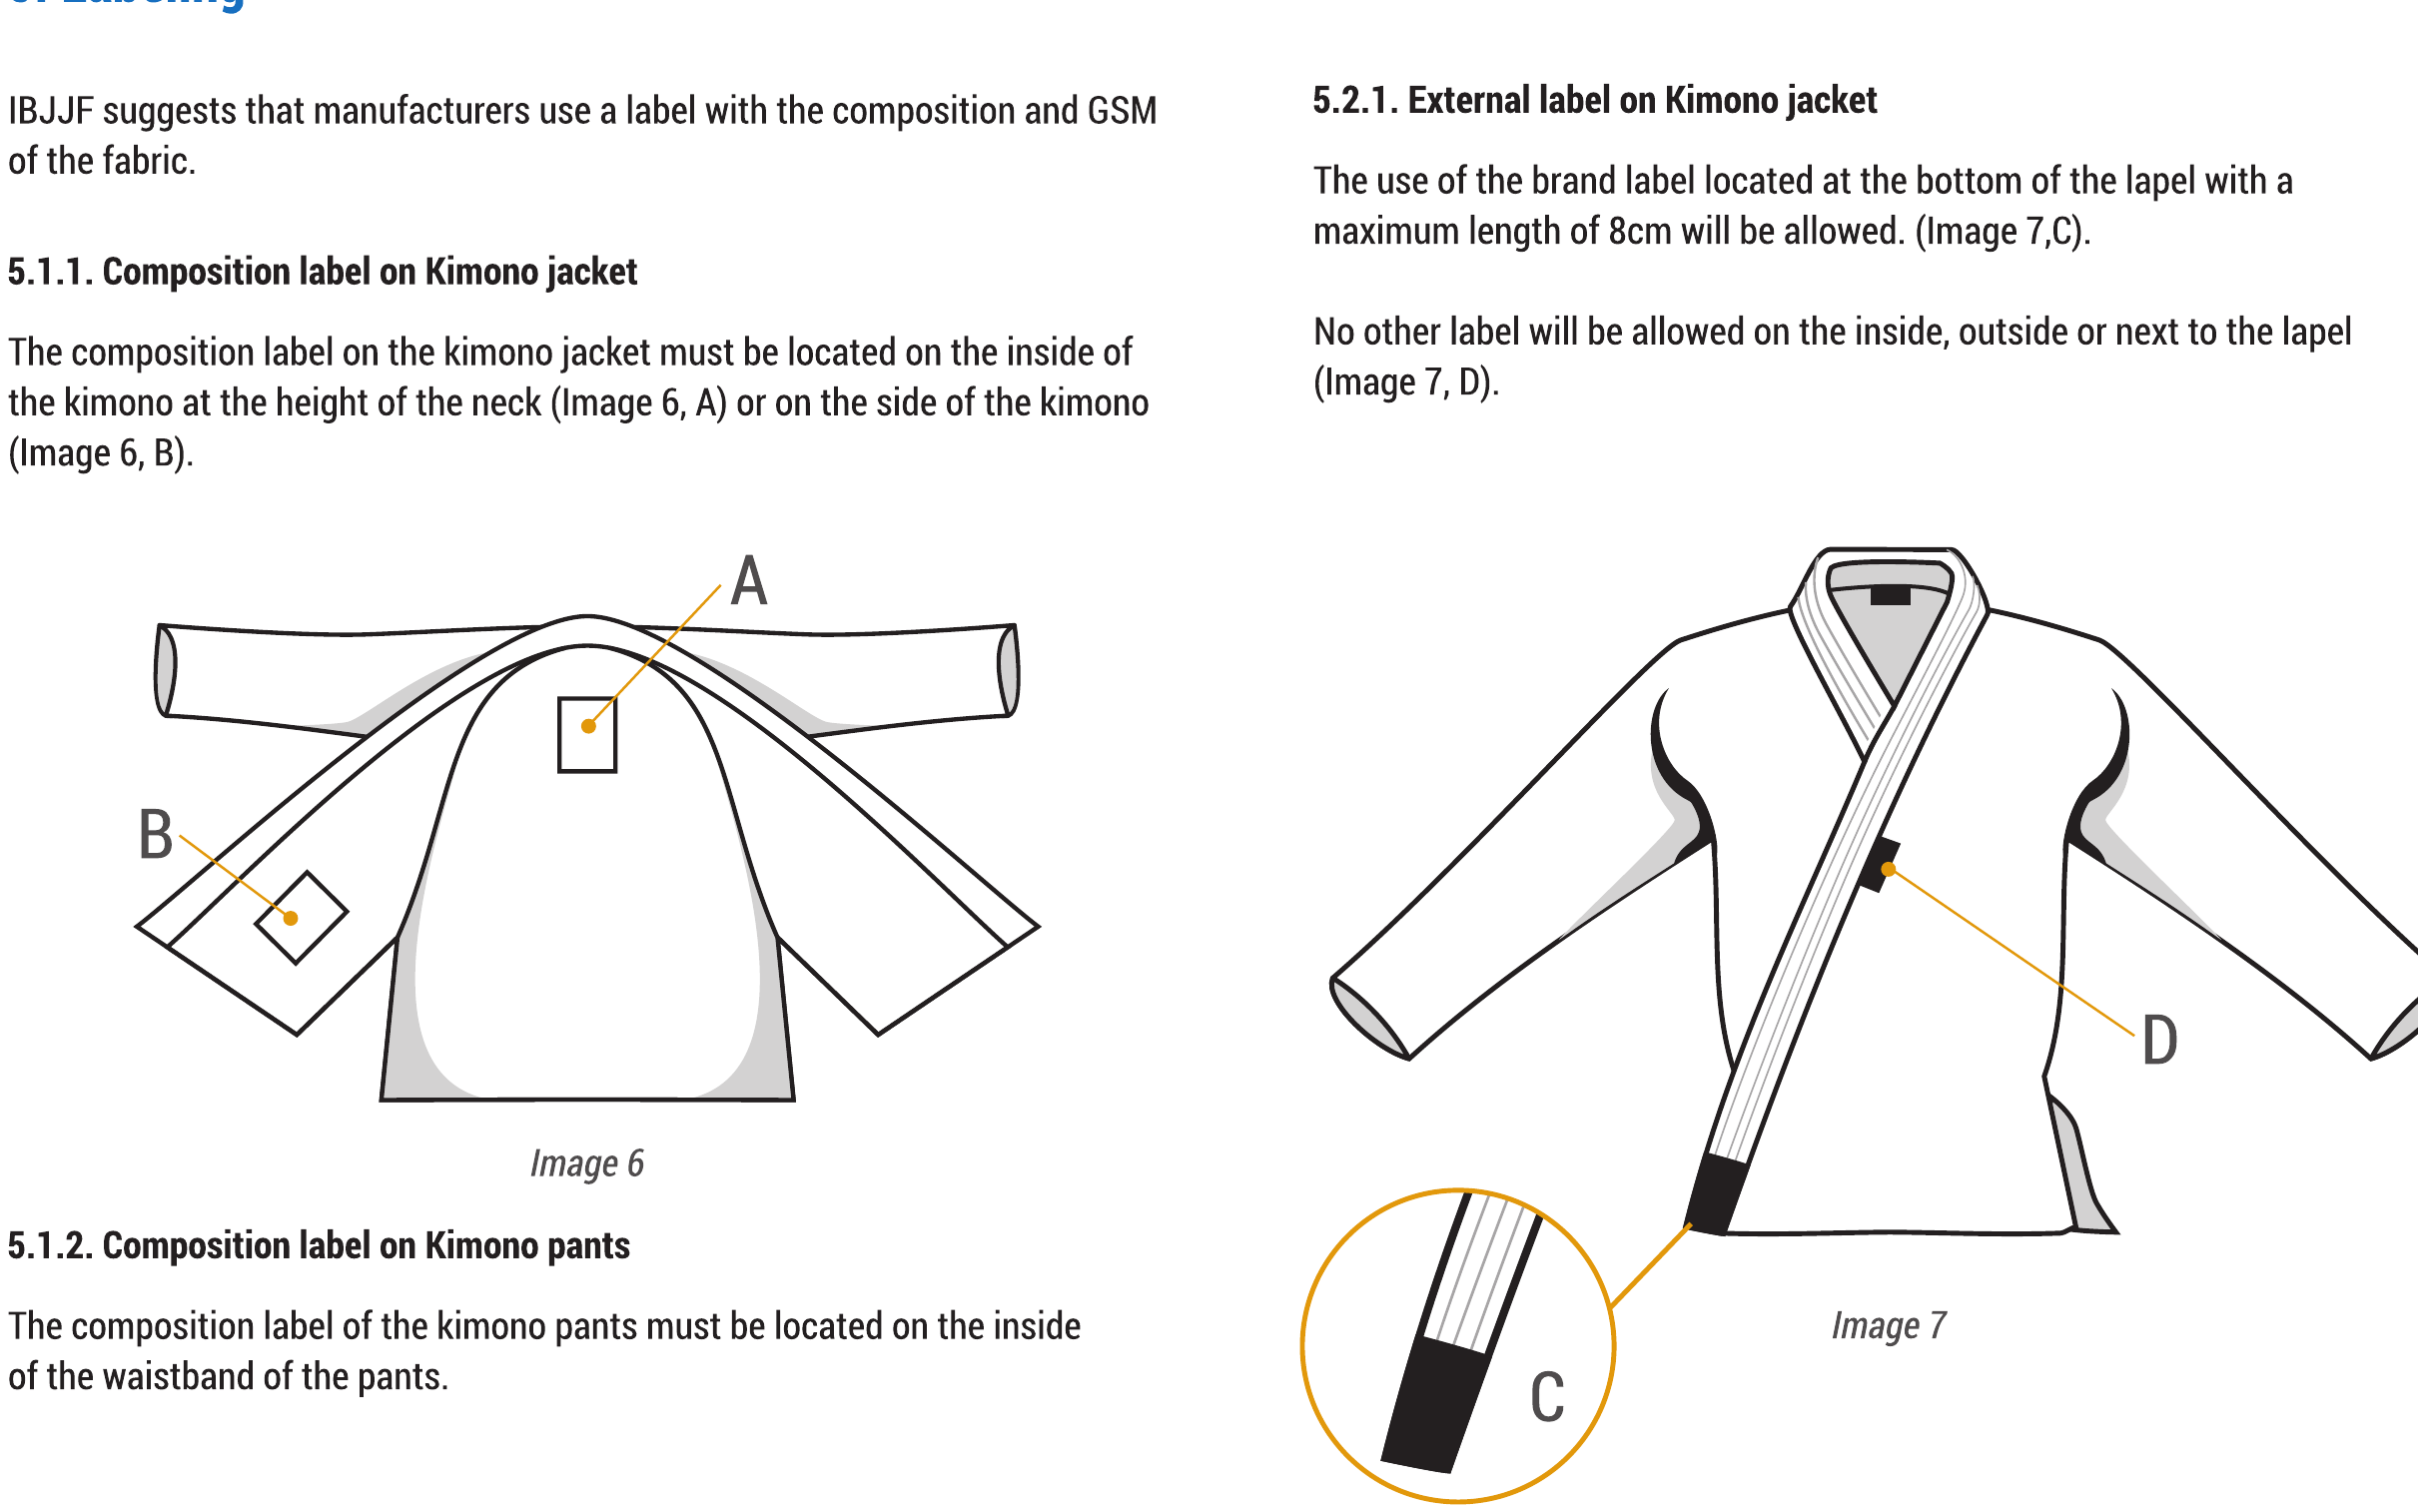 5. Labeling
IBJJF suggests that manufacturers use a label with the composition and GSM
of the fabric.
5.1.1. Composition label on Kimono jacket
The composition label on the kimono jacket must be located on the inside of
the kimono at the height of the neck (Image 6, A) or on the side of the kimono
(Image 6, B).
A
B
Image 6
5.1.2. Composition label on Kimono pants
The composition label of the kimono pants must be located on the inside
of the waistband of the pants.
5.2.1. External label on Kimono jacket
The use of the brand label located at the bottom of the lapel with a
maximum length of 8cm will be allowed. (Image 7,C).
No other label will be allowed on the inside, outside or next to the lapel
(Image 7, D).
D
C
Image 7